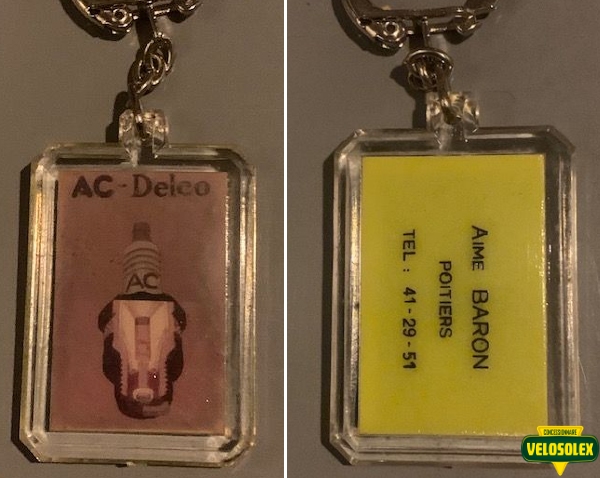 AC-Delco
AC
AIME BARON
POITIERS
TEL : 41-29-51
CONCESSIONNAIRE
VELOSOLEX